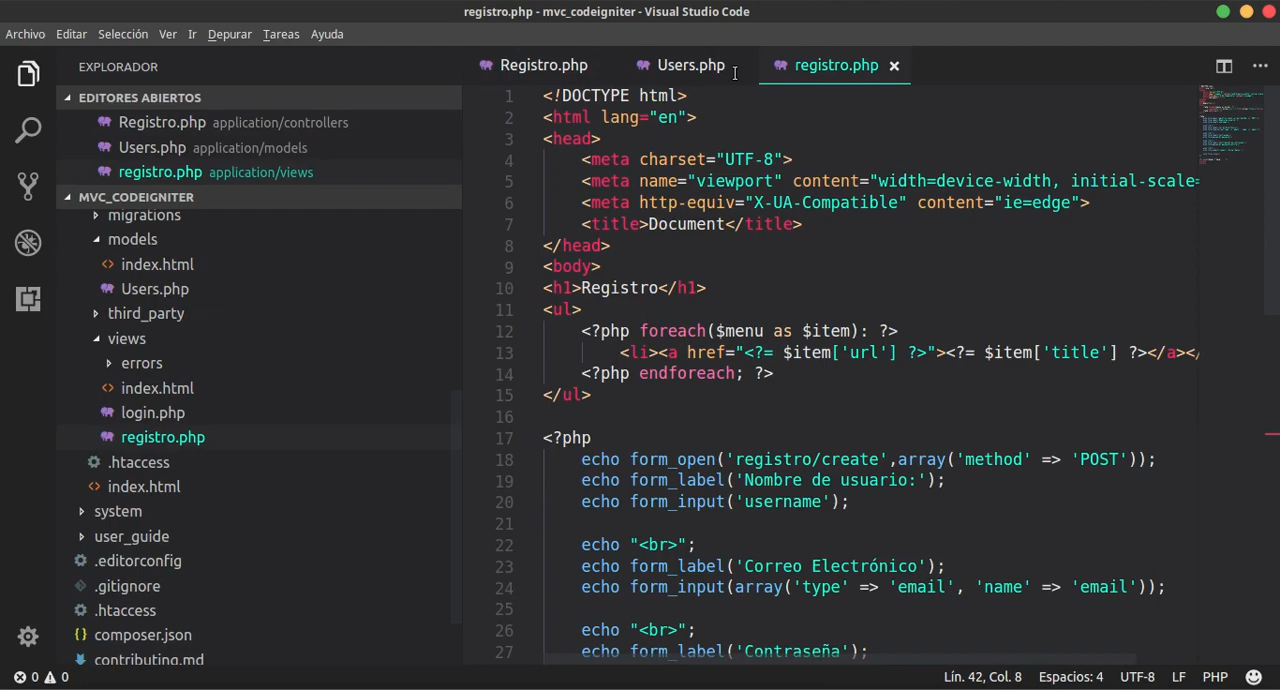 registro.php - mvc_codeigniter - Visual Studio Code
Archivo Editar Selección Ver Ir Depurar Tareas Ayuda
EXPLORADOR
EDITORES ABIERTOS
Registro.php application/controllers
Users.php application/models
registro.php application/views
MVC_CODEIGNITER
migrations
models
<> index.html
Users.php
third_party
views
errors
<> index.html
login.php
registro.php
.htaccess
<> index.html
system
user_guide
.editorconfig
.gitignore
.htaccess
{} composer.json
contributing.md
Registro.php Users.php registro.php ×
1 <!DOCTYPE html>
2 <html lang="en">
3 <head>
4 <meta charset="UTF-8">
5 <meta name="viewport" content="width=device-width, initial-scale=
6 <meta http-equiv="X-UA-Compatible" content="ie=edge">
7 <title>Document</title>
8 </head>
9 <body>
10 <h1>Registro</h1>
11 <ul>
12 <?php foreach($menu as $item): ?>
13 <li><a href="<?= $item['url'] ?>"><?= $item['title'] ?></a></
14 <?php endforeach; ?>
15 </ul>
16
17 <?php
18 echo form_open('registro/create',array('method' => 'POST'));
19 echo form_label('Nombre de usuario:');
20 echo form_input('username');
21
22 echo "<br>";
23 echo form_label('Correo Electrónico');
24 echo form_input(array('type' => 'email', 'name' => 'email'));
25
26 echo "<br>";
27 echo form_label('Contraseña');
0 0 Lín. 42, Col. 8 Espacios: 4 UTF-8 LF PHP